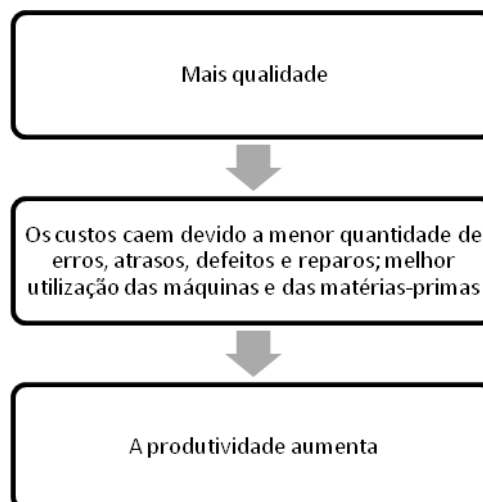 Mais qualidade
Os custos caem devido a menor quantidade de
erros, atrasos, defeitos e reparos; melhor
utilização das máquinas e das matérias-primas
A produtividade aumenta